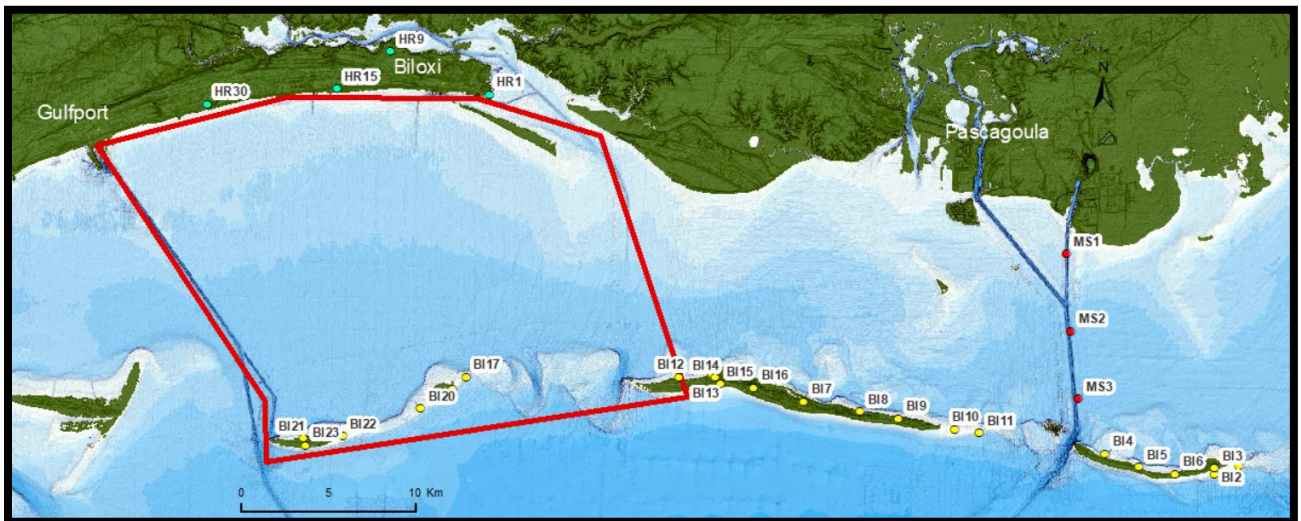 HR9
Biloxi
HR15
HR1
HR30
Gulfport
N
Pascagoula
MS1
MS2
MS3
BI17
BI12
BI14
BI15
BI16
BI13
BI7
BI20
BI8
BI9
BI10
BI11
BI21
BI22
BI23
BI4
BI5
BI6
BI3
BI2
0 5 10 Km